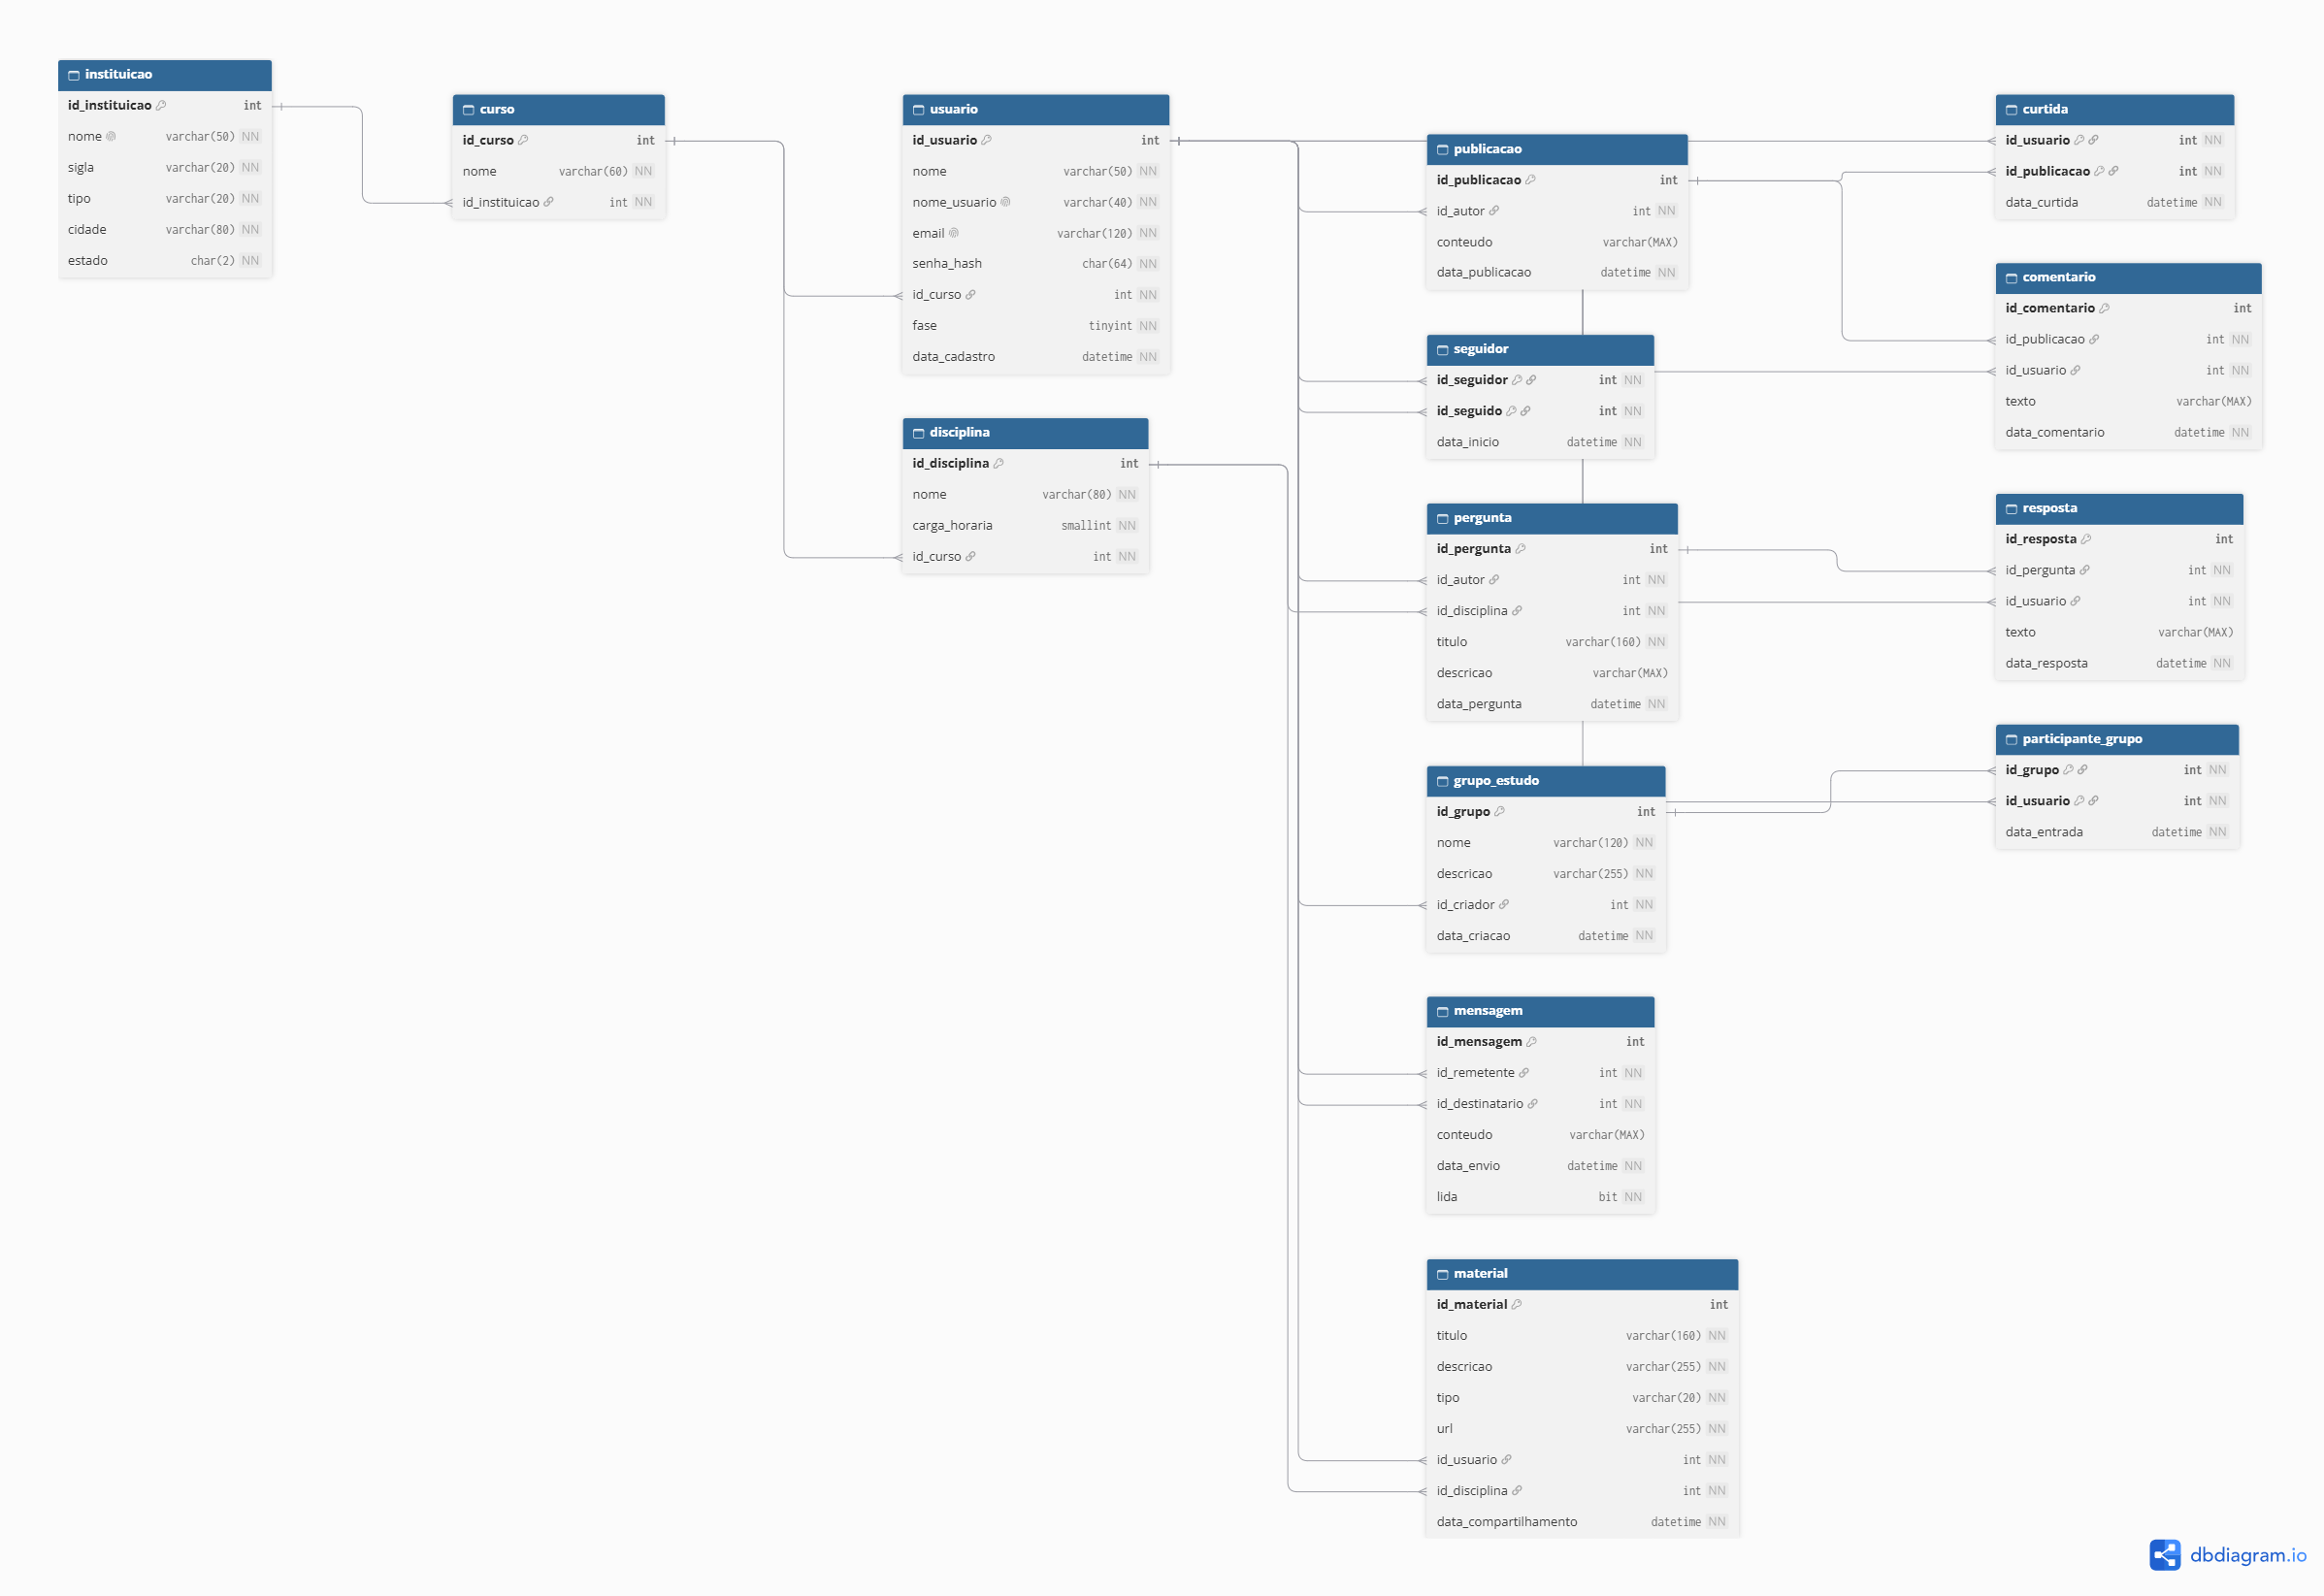 instituicao
id_instituicao int
nome varchar(50) NN
sigla varchar(20) NN
tipo varchar(20) NN
cidade varchar(80) NN
estado char(2) NN
curso
id_curso int
nome varchar(60) NN
id_instituicao int NN
usuario
id_usuario int
nome varchar(50) NN
nome_usuario varchar(40) NN
email varchar(120) NN
senha_hash char(64) NN
id_curso int NN
fase tinyint NN
data_cadastro datetime NN
disciplina
id_disciplina int
nome varchar(80) NN
carga_horaria smallint NN
id_curso int NN
publicacao
id_publicacao int
id_autor int NN
conteudo varchar(MAX)
data_publicacao datetime NN
seguidor
id_seguidor int NN
id_seguido int NN
data_inicio datetime NN
pergunta
id_pergunta int
id_autor int NN
id_disciplina int NN
titulo varchar(160) NN
descricao varchar(MAX)
data_pergunta datetime NN
grupo_estudo
id_grupo int
nome varchar(120) NN
descricao varchar(255) NN
id_criador int NN
data_criacao datetime NN
mensagem
id_mensagem int
id_remetente int NN
id_destinatario int NN
conteudo varchar(MAX)
data_envio datetime NN
lida bit NN
material
id_material int
titulo varchar(160) NN
descricao varchar(255) NN
tipo varchar(20) NN
url varchar(255) NN
id_usuario int NN
id_disciplina int NN
data_compartilhamento datetime NN
curtida
id_usuario int NN
id_publicacao int NN
data_curtida datetime NN
comentario
id_comentario int
id_publicacao int NN
id_usuario int NN
texto varchar(MAX)
data_comentario datetime NN
resposta
id_resposta int
id_pergunta int NN
id_usuario int NN
texto varchar(MAX)
data_resposta datetime NN
participante_grupo
id_grupo int NN
id_usuario int NN
data_entrada datetime NN
dbdiagram.io